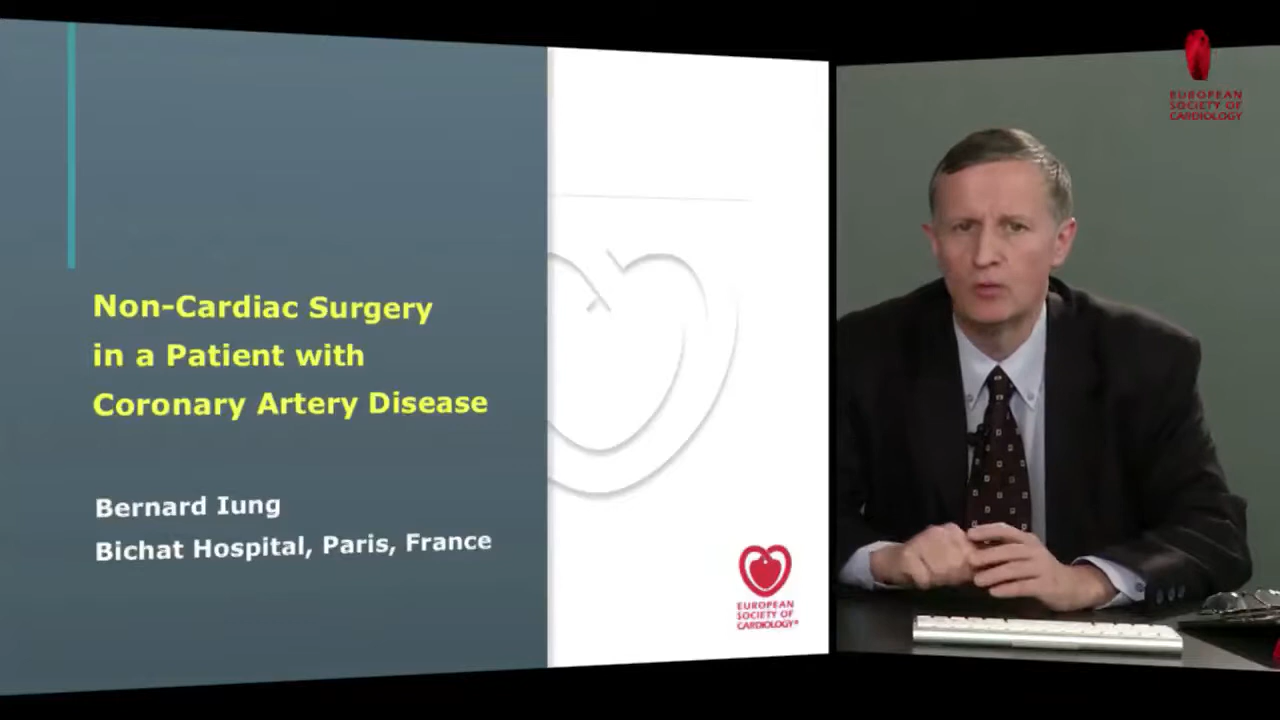 Non-Cardiac Surgery
in a Patient with
Coronary Artery Disease
Bernard Iung
Bichat Hospital, Paris, France
EUROPEAN
SOCIETY OF
CARDIOLOGY®
EUROPEAN
SOCIETY OF
CARDIOLOGY